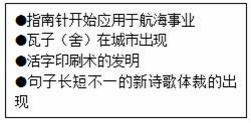 ●指南针开始应用于航海事业
●瓦子（舍）在城市出现
●活字印刷术的发明
●句子长短不一的新诗歌体裁的出
现